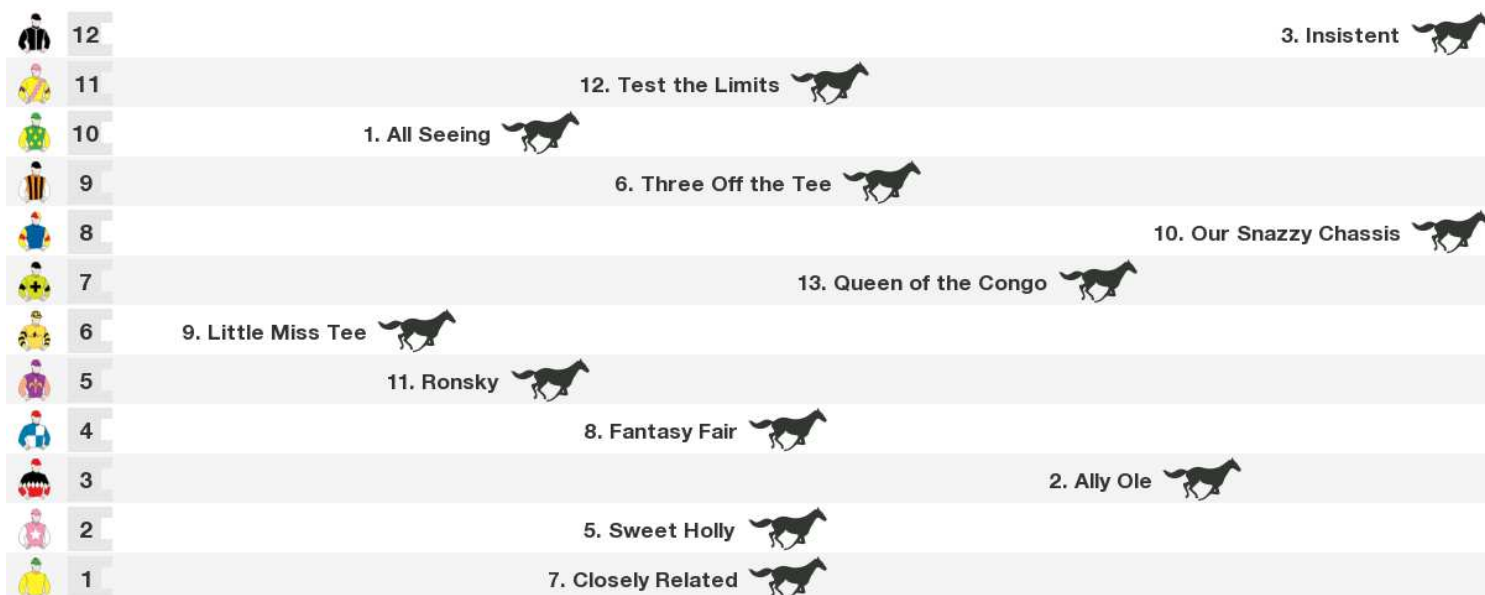 12 3. Insistent
11 12. Test the Limits
10 1. All Seeing
9 6. Three Off the Tee
8 10. Our Snazzy Chassis
7 13. Queen of the Congo
6 9. Little Miss Tee
5 11. Ronsky
4 8. Fantasy Fair
3 2. Ally Ole
2 5. Sweet Holly
1 7. Closely Related